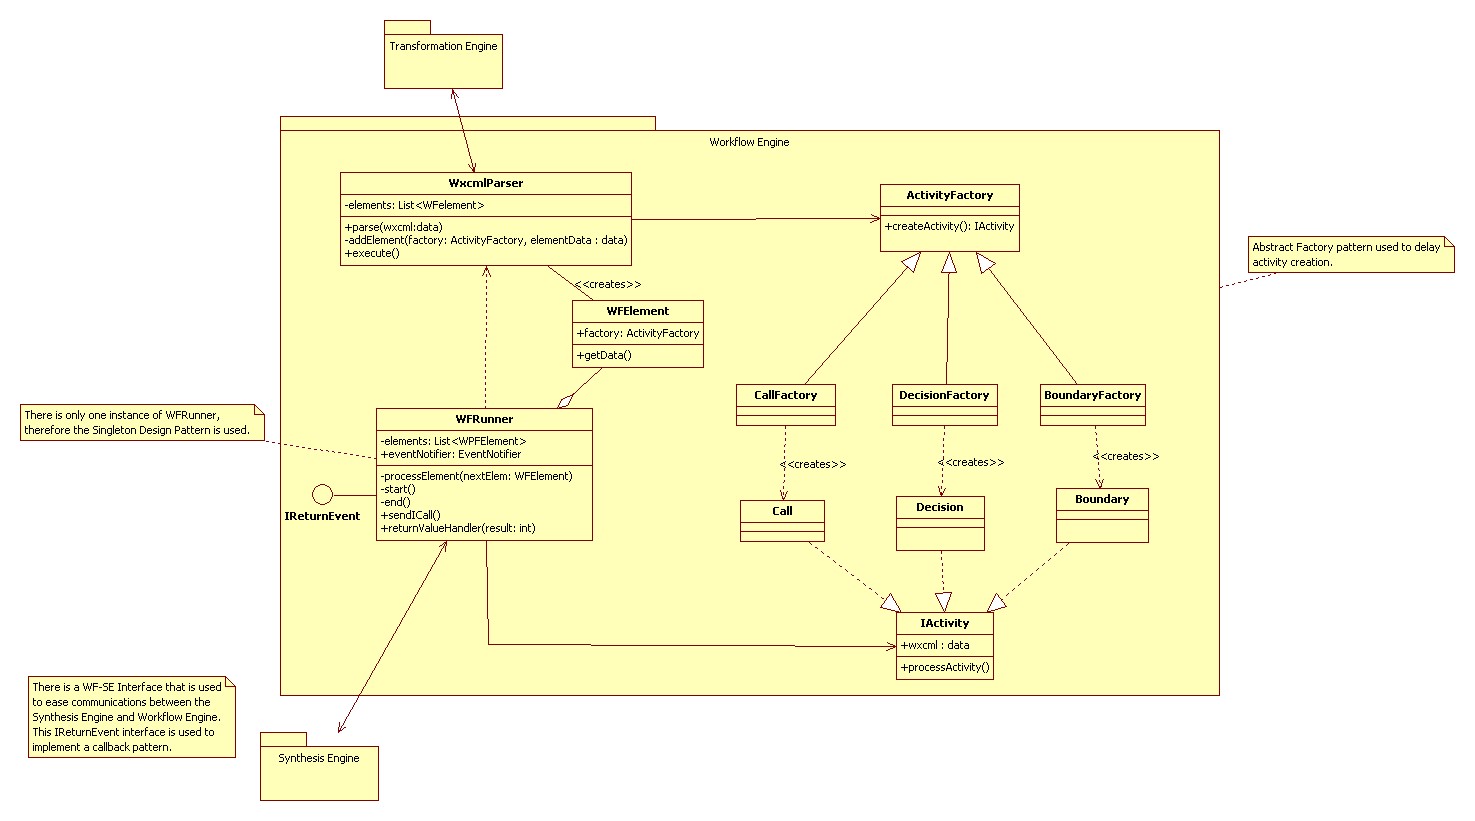 Transformation Engine
Workflow Engine
WxcmlParser
-elements: List<WFelement>
+parse(wxcml:data)
-addElement(factory: ActivityFactory, elementData : data)
+execute()
ActivityFactory
+createActivity(): IActivity
Abstract Factory pattern used to delay
activity creation.
<<creates>>
WFElement
+factory: ActivityFactory
+getData()
CallFactory
DecisionFactory
BoundaryFactory
There is only one instance of WFRunner,
therefore the Singleton Design Pattern is used.
WFRunner
-elements: List<WPFElement>
+eventNotifier: EventNotifier
-processElement(nextElem: WFElement)
-start()
-end()
+sendICall()
+returnValueHandler(result: int)
IReturnEvent
<<creates>>
<<creates>>
<<creates>>
Call
Decision
Boundary
IActivity
+wxcml : data
+processActivity()
There is a WF-SE Interface that is used
to ease communications between the
Synthesis Engine and Workflow Engine.
This IReturnEvent interface is used to
implement a callback pattern.
Synthesis Engine